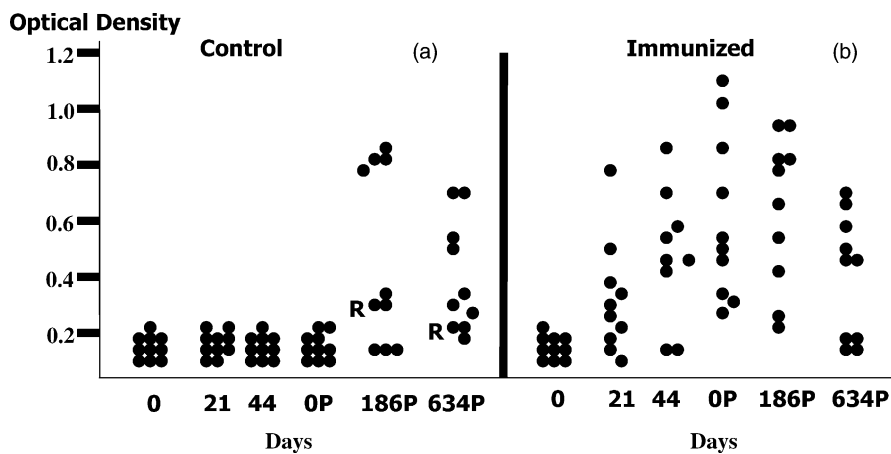 Optical Density
Control (a) Immunized (b)
1.2
1.0
0.8
0.6
0.4
R
R
0.2
0 21 44 0P 186P 634P 0 21 44 0P 186P 634P
Days Days